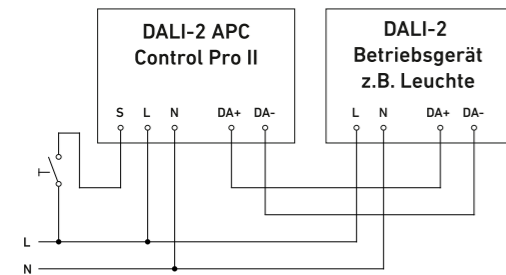 DALI-2 APC
Control Pro II
DALI-2
Betriebsgerät
z.B. Leuchte
S L N DA+ DA-
L N DA+ DA-
L
N